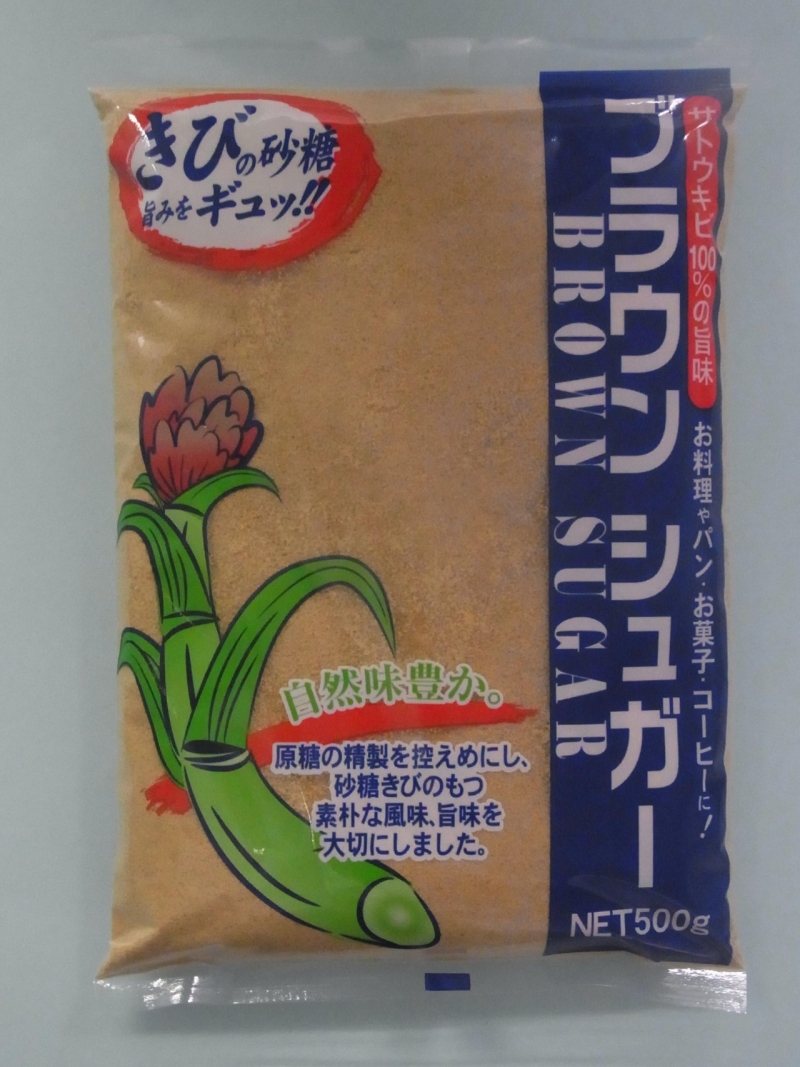 きびの砂糖
旨みをギュッ!!
サトウキビ100%の旨味
お料理やパン・お菓子・コーヒーに!
ブラウンシュガー
BROWN SUGAR
自然味豊か。
原糖の精製を控えめにし、
砂糖きびのもつ
素朴な風味、旨味を
大切にしました。
NET500g